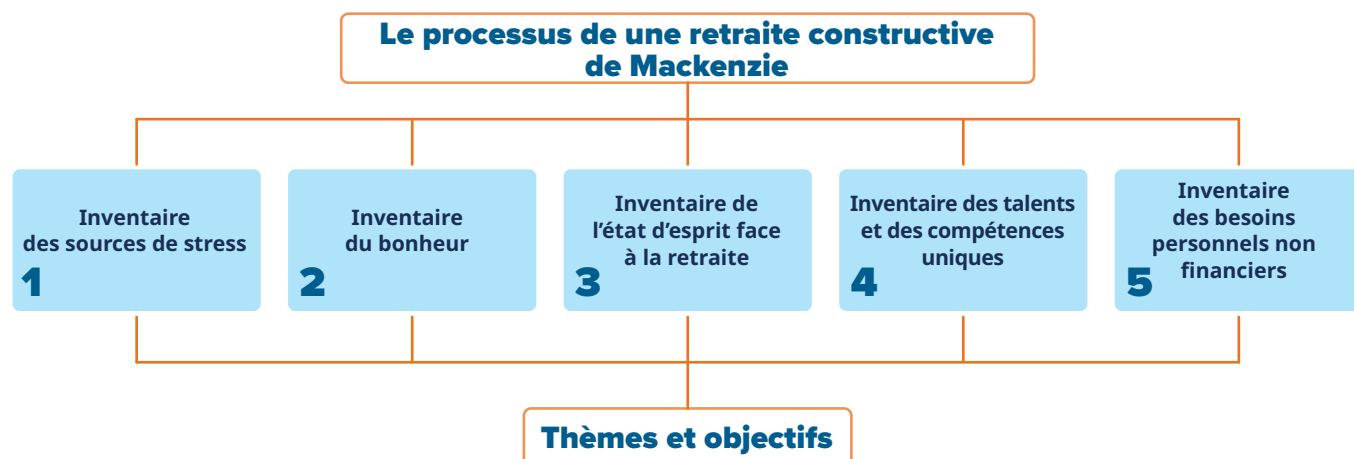 Le processus de une retraite constructive
de Mackenzie
Inventaire
des sources de stress
1
Inventaire
du bonheur
2
Inventaire de
l'état d'esprit face
à la retraite
3
Inventaire des talents
et des compétences
uniques
4
Inventaire
des besoins
personnels non
financiers
5
Thèmes et objectifs